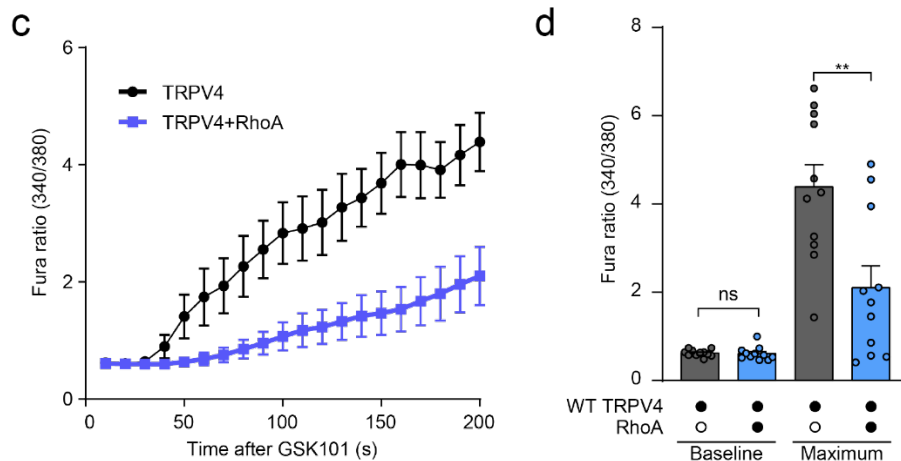 c
6
4
2
0
Fura ratio (340/380)
TRPV4
TRPV4+RhoA
0
50
100
150
200
Time after GSK101 (s)
d
8
6
4
2
0
Fura ratio (340/380)
ns
**
WT TRPV4
RhoA
Baseline
Maximum